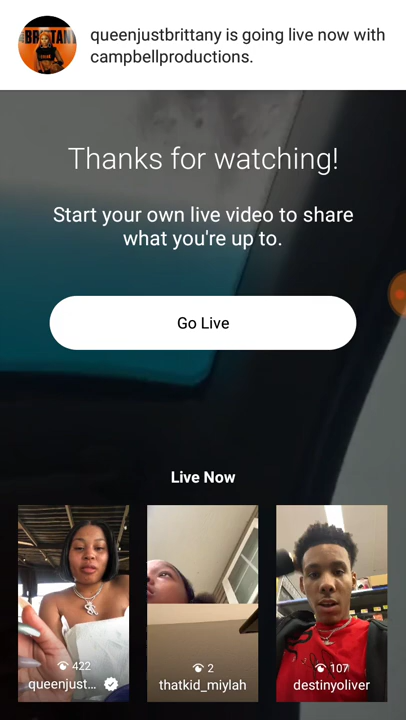 queenjustbrittany is going live now with
campbellproductions.
Thanks for watching!
Start your own live video to share
what you're up to.
Go Live
Live Now
422
queenjust...
2
thatkid_miylah
107
destinyoliver